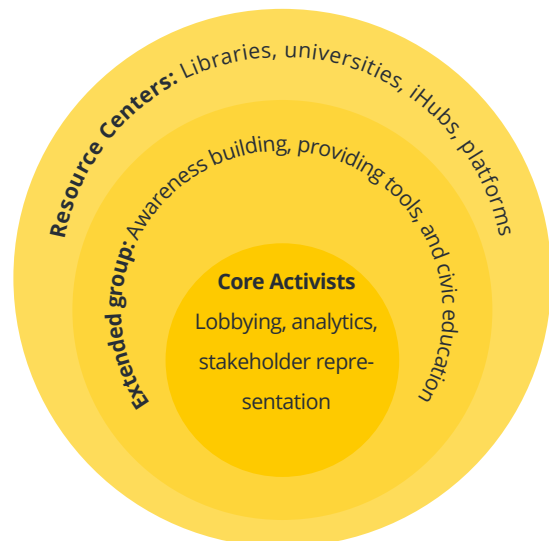 Resource Centers: Libraries, universities, iHubs, platforms
Extended group: Awareness building, providing tools, and civic education
Core Activists
Lobbying, analytics,
stakeholder repre-
sentation